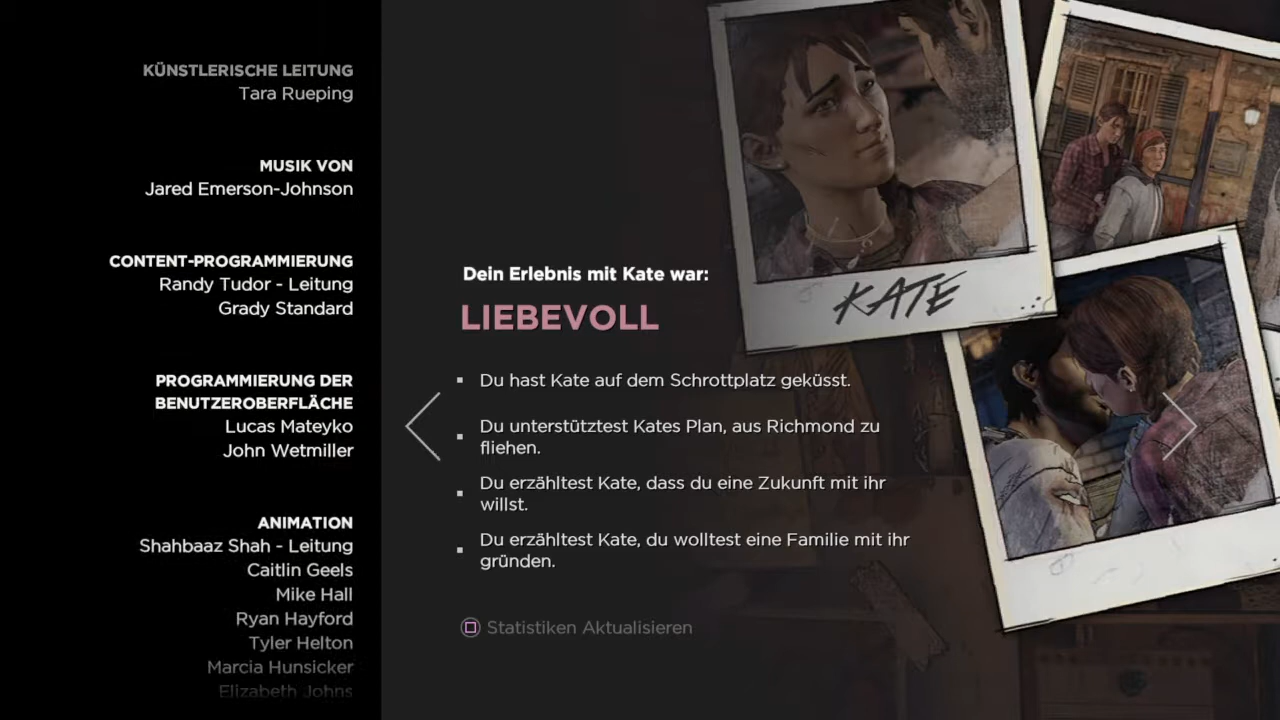 KÜNSTLERISCHE LEITUNG
Tara Rueping
MUSIK VON
Jared Emerson-Johnson
CONTENT-PROGRAMMIERUNG
Randy Tudor - Leitung
Grady Standard
PROGRAMMIERUNG DER
BENUTZEROBERFLÄCHE
Lucas Mateyko
John Wetmiller
ANIMATION
Shahbaaz Shah - Leitung
Caitlin Geels
Mike Hall
Ryan Hayford
Tyler Helton
Marcia Hunsicker
Elizabeth Johns
Dein Erlebnis mit Kate war:
LIEBEVOLL
Du hast Kate auf dem Schrottplatz geküsst.
Du unterstütztest Kates Plan, aus Richmond zu
fliehen.
Du erzähltest Kate, dass du eine Zukunft mit ihr
willst.
Du erzähltest Kate, du wolltest eine Familie mit ihr
gründen.
Statistiken Aktualisieren
KATE